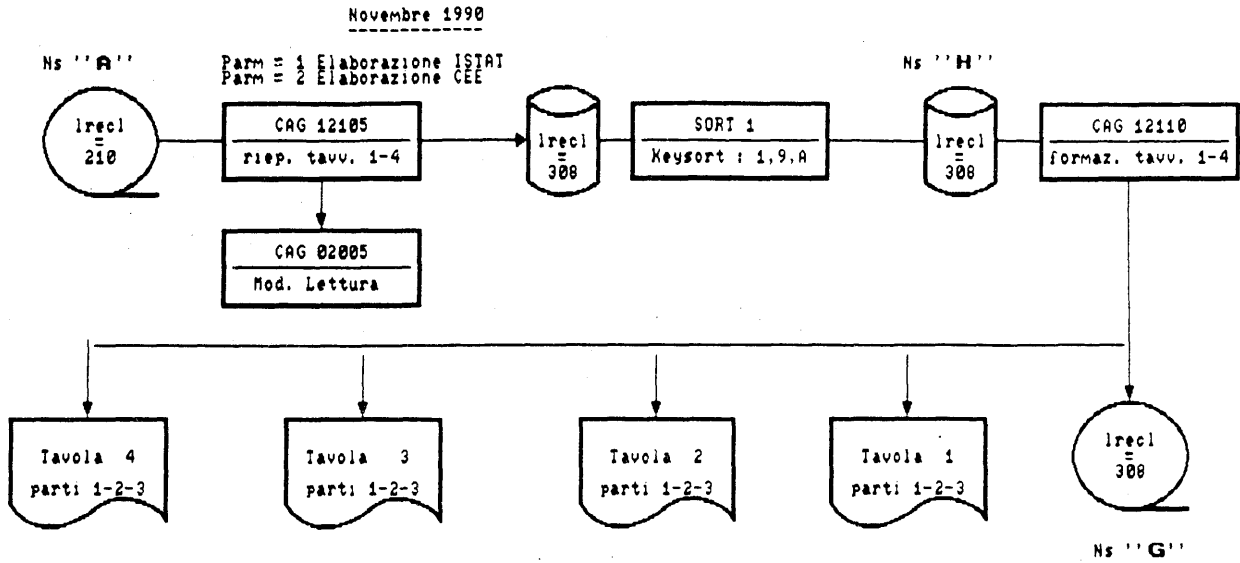 Novembre 1990
Ns ''A''
Parm = 1 Elaborazione ISTAT
Parm = 2 Elaborazione CEE
Ns ''H''
lrecl
=
210
CAG 12105
riep. tavv. 1-4
lrecl
=
308
SORT 1
Keysort : 1,9,A
lrecl
=
308
CAG 12110
formaz. tavv. 1-4
CAG 02005
Mod. Lettura
Tavola 4
parti 1-2-3
Tavola 3
parti 1-2-3
Tavola 2
parti 1-2-3
Tavola 1
parti 1-2-3
lrecl
=
308
Ns ''G''